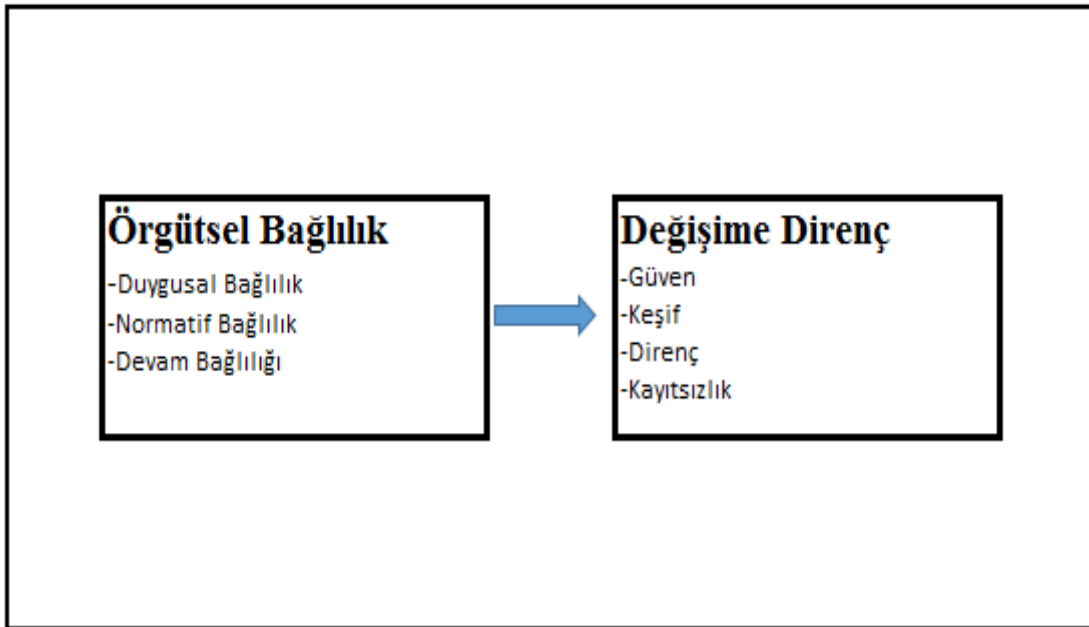 Örgütsel Bağlılık
-Duygusal Bağlılık
-Normatif Bağlılık
-Devam Bağlılığı
Değişime Direnç
-Güven
-Keşif
-Direnç
-Kayıtsızlık